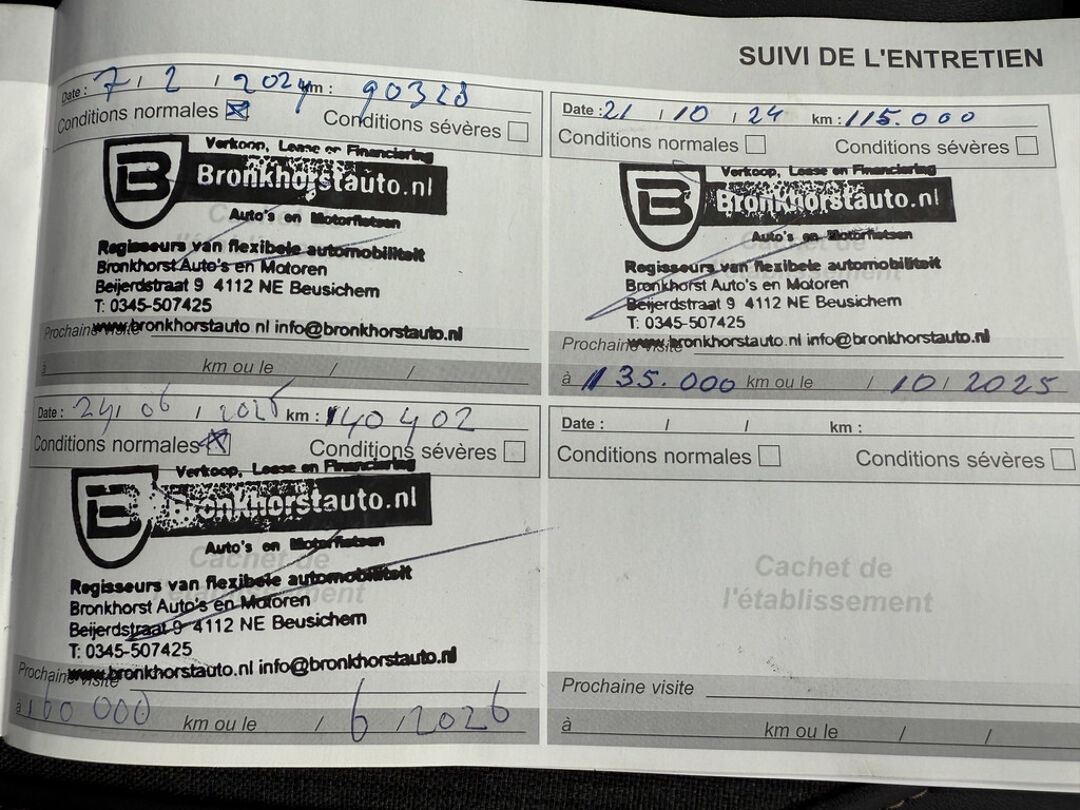 SUIVI DE L'ENTRETIEN
Date : 7 / 2 / 2024 km : 90328
Conditions normales Conditions sévères
Verkoop, Lease en Financiering
B Bronkhorstauto.nl
Auto's en Motorfietsen
Regisseurs van flexibele automobiliteit
Bronkhorst Auto's en Motoren
Beijerdstraat 9 4112 NE Beusichem
T: 0345-507425
Prochaine visite
www.bronkhorstauto.nl info@bronkhorstauto.nl
à km ou le / /
Date : 21 / 10 / 24 km : 115.000
Conditions normales Conditions sévères
Verkoop, Lease en Financiering
B Bronkhorstauto.nl
Auto's en Motorfietsen
Cachet de
l'établissement
Regisseurs van flexibele automobiliteit
Bronkhorst Auto's en Motoren
Beijerdstraat 9 4112 NE Beusichem
T: 0345-507425
Prochaine visite
www.bronkhorstauto.nl info@bronkhorstauto.nl
à 135.000 km ou le / 10 / 2025
Date : 24 / 06 / 2025 km : 140402
Conditions normales Conditions sévères
Verkoop, Lease en Financiering
B Bronkhorstauto.nl
Auto's en Motorfietsen
Cachet de
l'établissement
Regisseurs van flexibele automobiliteit
Bronkhorst Auto's en Motoren
Beijerdstraat 9 4112 NE Beusichem
T: 0345-507425
Prochaine visite
www.bronkhorstauto.nl info@bronkhorstauto.nl
à 160 000 km ou le / 6 / 2026
Date : / / km :
Conditions normales Conditions sévères
Cachet de
l'établissement
Prochaine visite
à km ou le / /